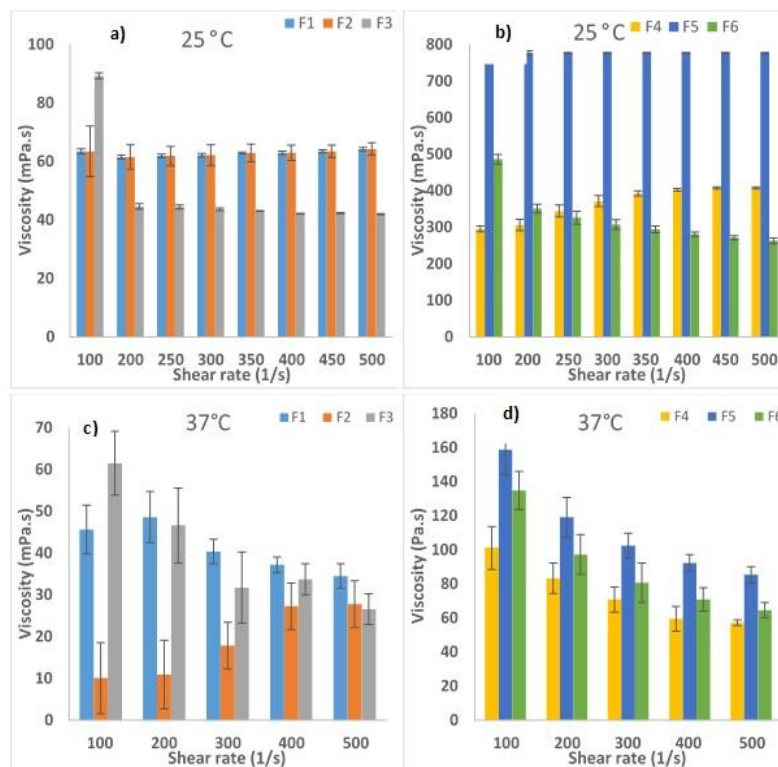 a) 25°C F1 F2 F3
100
80
60
40
20
0
Viscosity (mPa.s)
100 200 250 300 350 400 450 500
Shear rate (1/s)
b) 25°C F4 F5 F6
800
700
600
500
400
300
200
100
0
Viscosity (mPa.s)
100 200 250 300 350 400 450 500
Shear rate (1/s)
c) 37°C F1 F2 F3
70
60
50
40
30
20
10
0
Viscosity (mPa.s)
100 200 300 400 500
Shear rate (1/s)
d) 37°C F4 F5 F6
180
160
140
120
100
80
60
40
20
0
Viscosity (Pa.s)
100 200 300 400 500
Shear rate (1/s)